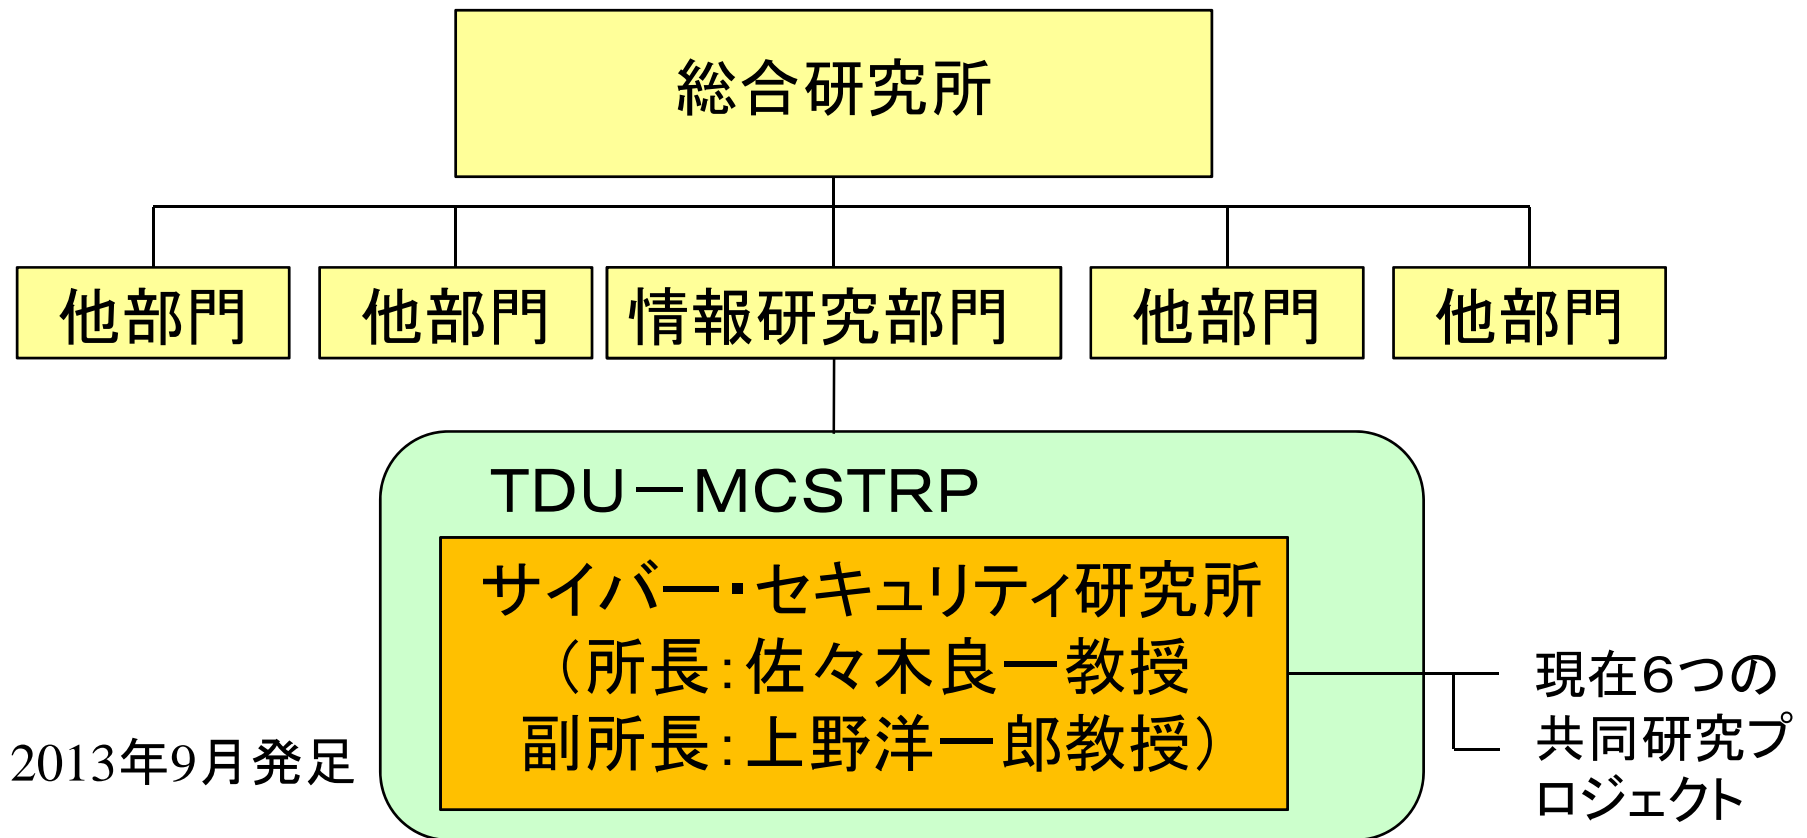 総合研究所
他部門
他部門
情報研究部門
他部門
他部門
TDU－MCSTRP
サイバー・セキュリティ研究所
（所長：佐々木良一教授
副所長：上野洋一郎教授）
2013年9月発足
現在６つの
共同研究プ
ロジェクト